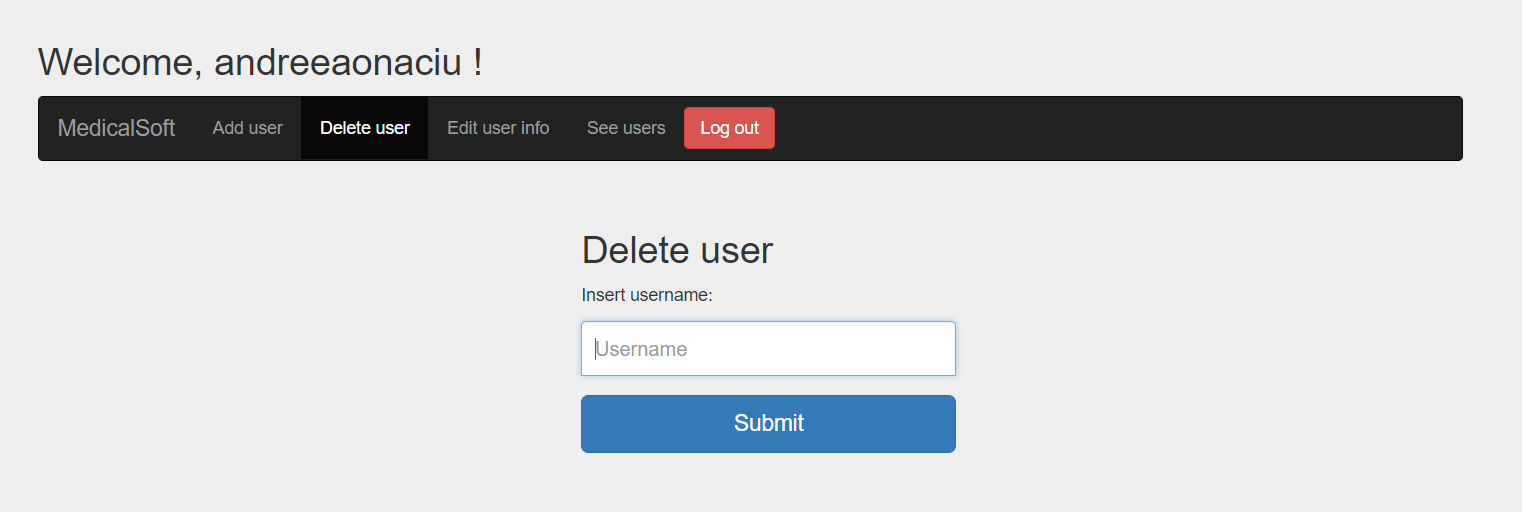 Welcome, andreeaonaciu !
MedicalSoft Add user Delete user Edit user info See users Log out
Delete user
Insert username:
Username
Submit